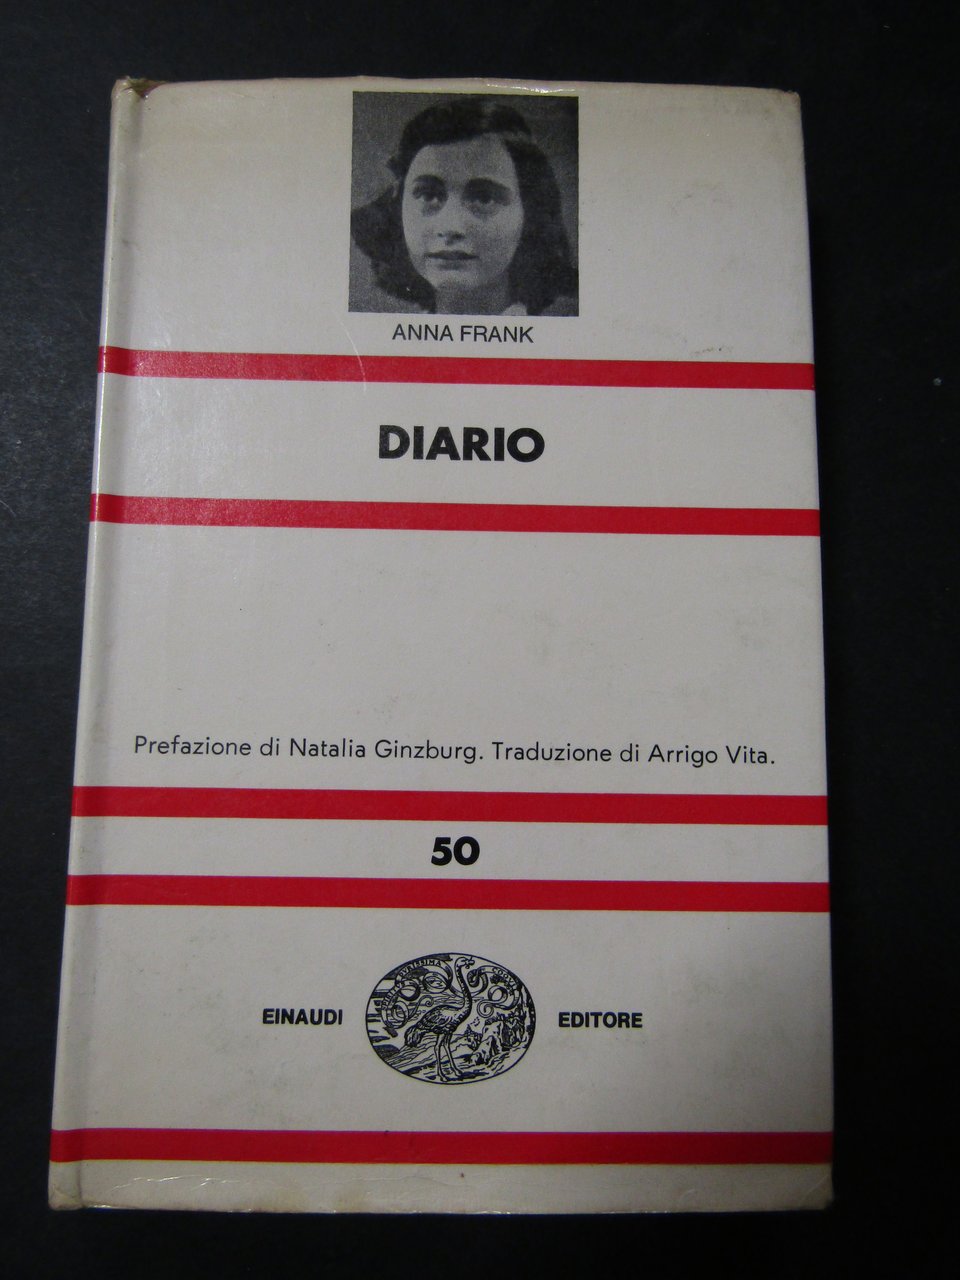 ANNA FRANK
DIARIO
Prefazione di Natalia Ginzburg. Traduzione di Arrigo Vita.
50
EINAUDI
EDITORE